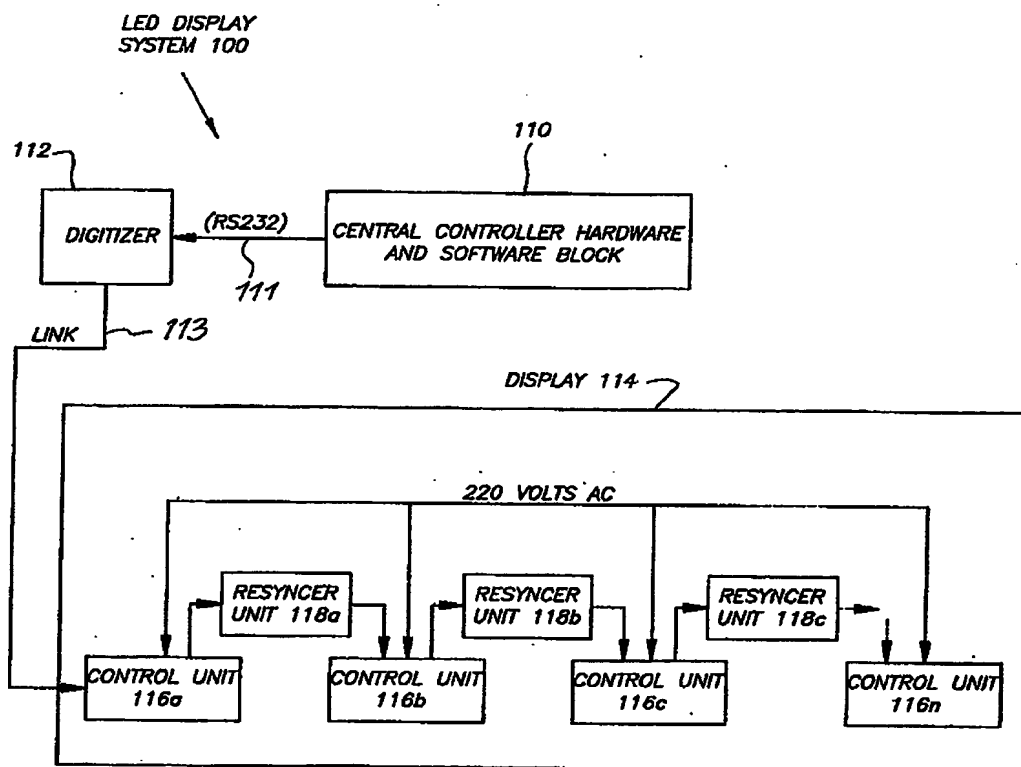 LED DISPLAY
SYSTEM 100
112
110
DIGITIZER
(RS232)
111
CENTRAL CONTROLLER HARDWARE
AND SOFTWARE BLOCK
LINK
113
DISPLAY 114
220 VOLTS AC
RESYNCER
UNIT 118a
RESYNCER
UNIT 118b
RESYNCER
UNIT 118c
CONTROL UNIT
116a
CONTROL UNIT
116b
CONTROL UNIT
116c
CONTROL UNIT
116n